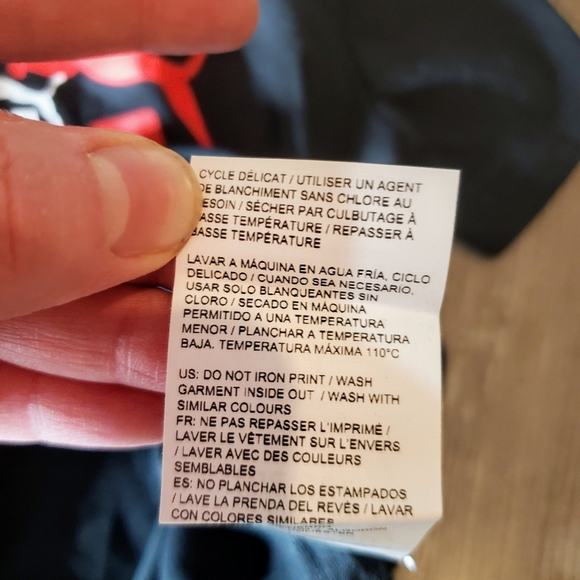 CYCLE DÉLICAT / UTILISER UN AGENT
DE BLANCHIMENT SANS CHLORE AU
BESOIN / SÉCHER PAR CULBUTAGE À
BASSE TEMPÉRATURE / REPASSER À
BASSE TEMPÉRATURE
LAVAR A MÁQUINA EN AGUA FRÍA, CICLO
DELICADO / CUANDO SEA NECESARIO,
USAR SOLO BLANQUEANTES SIN
CLORO / SECADO EN MÁQUINA
PERMITIDO A UNA TEMPERATURA
MENOR / PLANCHAR A TEMPERATURA
BAJA. TEMPERATURA MÁXIMA 110°C
US: DO NOT IRON PRINT / WASH
GARMENT INSIDE OUT / WASH WITH
SIMILAR COLOURS
FR: NE PAS REPASSER L'IMPRIMÉ /
LAVER LE VÊTEMENT SUR L'ENVERS
/ LAVER AVEC DES COULEURS
SEMBLABLES
ES: NO PLANCHAR LOS ESTAMPADOS
/ LAVE LA PRENDA DEL REVÉS / LAVAR
CON COLORES SIMILARES